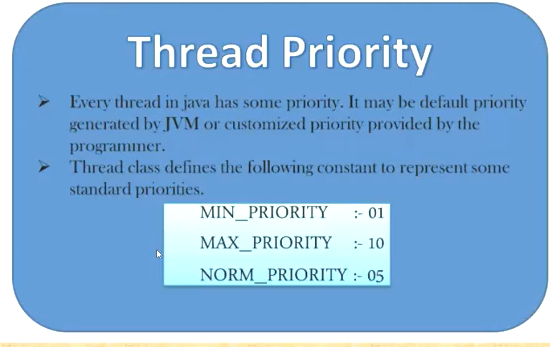 Thread Priority
➢ Every thread in java has some priority. It may be default priority
generated by JVM or customized priority provided by the
programmer.
➢ Thread class defines the following constant to represent some
standard priorities.
MIN_PRIORITY :- 01
MAX_PRIORITY :- 10
NORM_PRIORITY :- 05